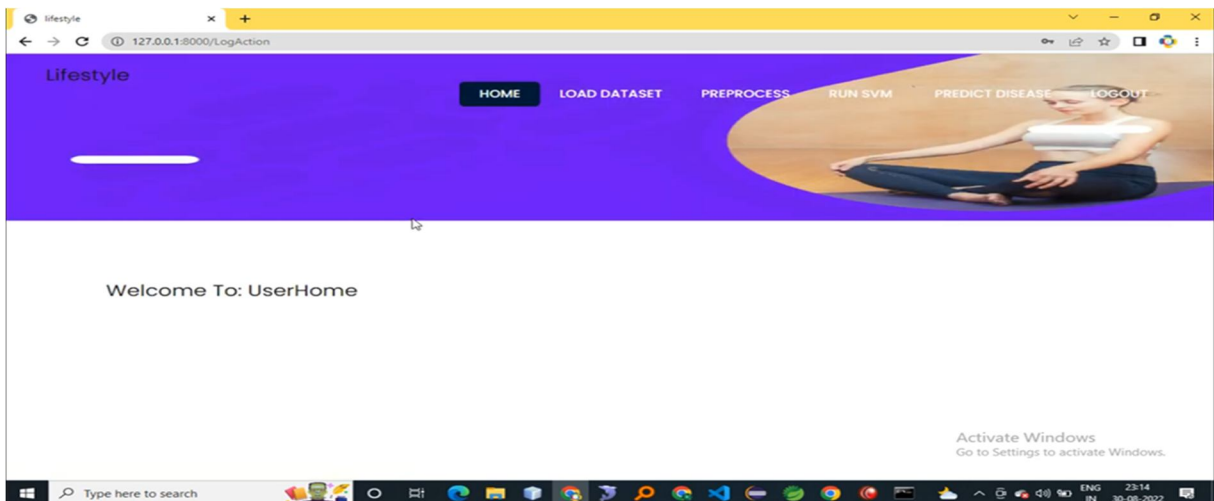 lifestyle
127.0.0.1:8000/LogAction
Lifestyle
HOME LOAD DATASET PREPROCESS RUN SVM PREDICT DISEASE LOGOUT
Welcome To: UserHome
Activate Windows
Go to Settings to activate Windows.
Type here to search
ENG 23:14
IN 30-08-2022